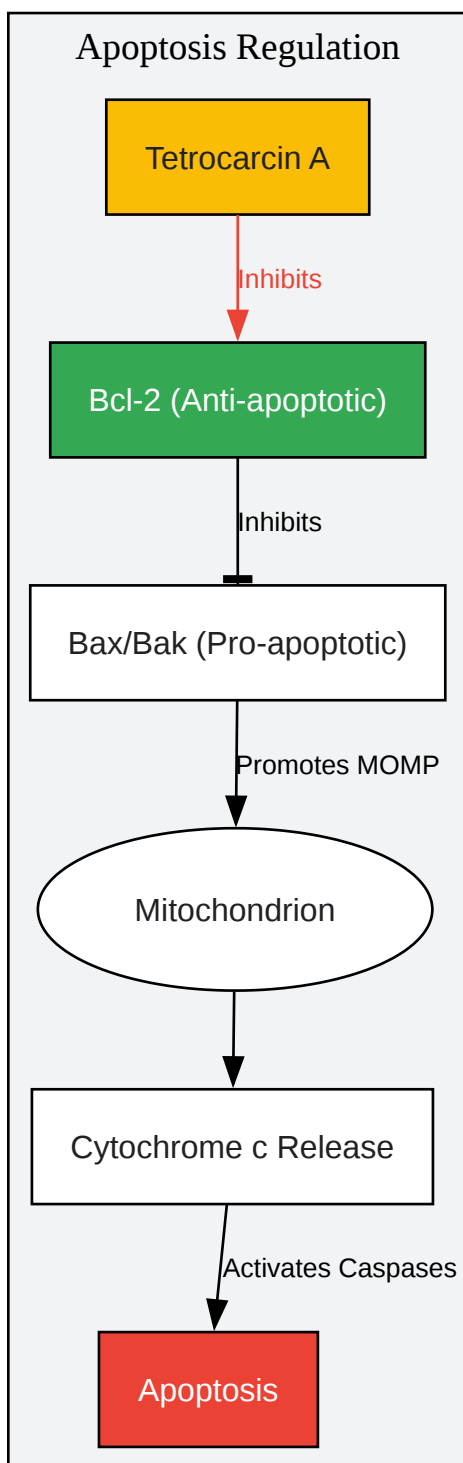 Apoptosis Regulation
Tetrocarcin A
Inhibits
Bcl-2 (Anti-apoptotic)
Inhibits
Bax/Bak (Pro-apoptotic)
Promotes MOMP
Mitochondrion
Cytochrome c Release
Activates Caspases
Apoptosis